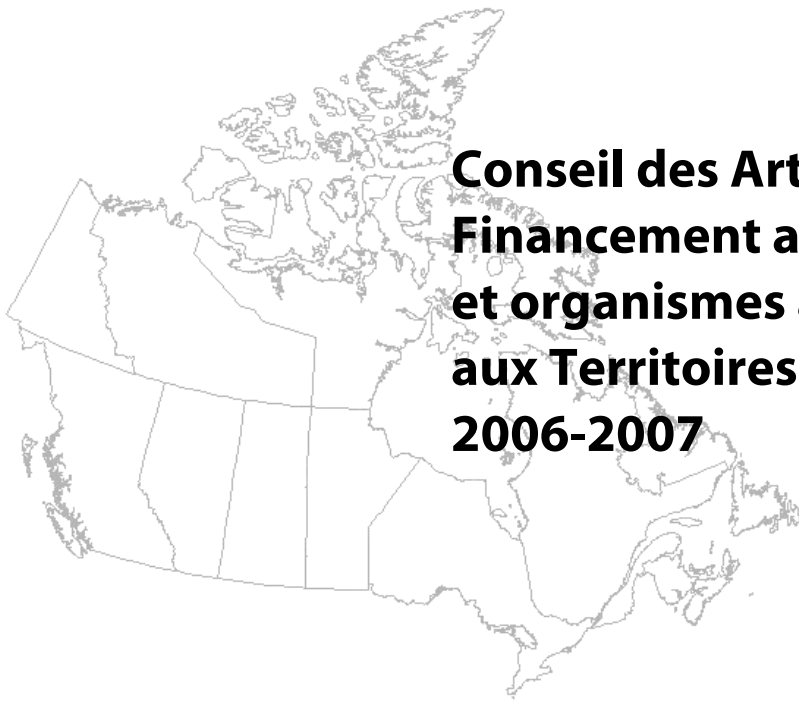 Conseil des Art
Financement a
et organismes
aux Territoires
2006-2007